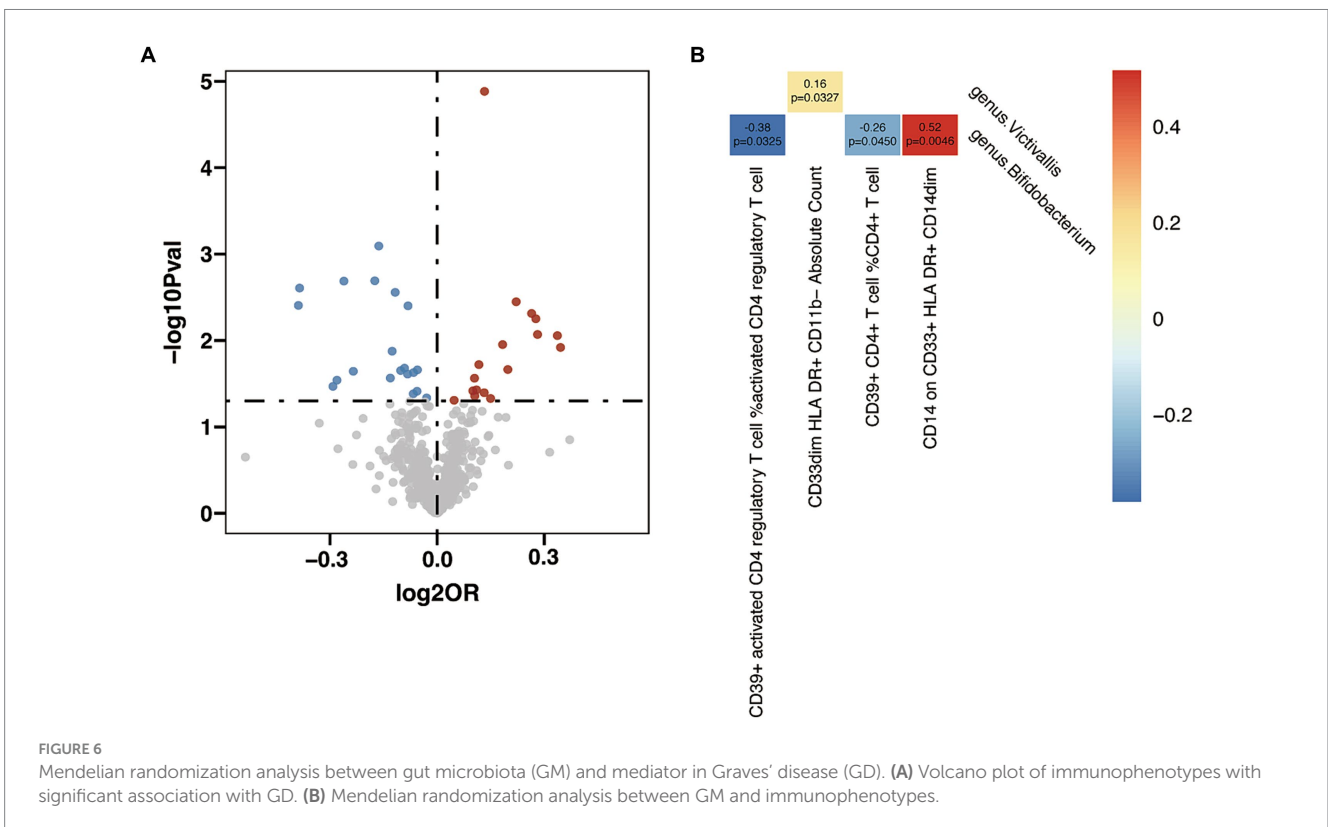 A
B
5
4
3
2
1
0
−log10Pval
−0.3
0.0
0.3
log2OR
0.16
p=0.0327
-0.38
p=0.0325
-0.26
p=0.0450
0.52
p=0.0046
genus.Victivallis
genus.Bifidobacterium
CD39+ activated CD4 regulatory T cell %activated CD4 regulatory T cell
CD33dim HLA DR+ CD11b− Absolute Count
CD39+ CD4+ T cell %CD4+ T cell
CD14 on CD33+ HLA DR+ CD14dim
0.4
0.2
0
−0.2
FIGURE 6
Mendelian randomization analysis between gut microbiota (GM) and mediator in Graves’ disease (GD). (A) Volcano plot of immunophenotypes with
significant association with GD. (B) Mendelian randomization analysis between GM and immunophenotypes.